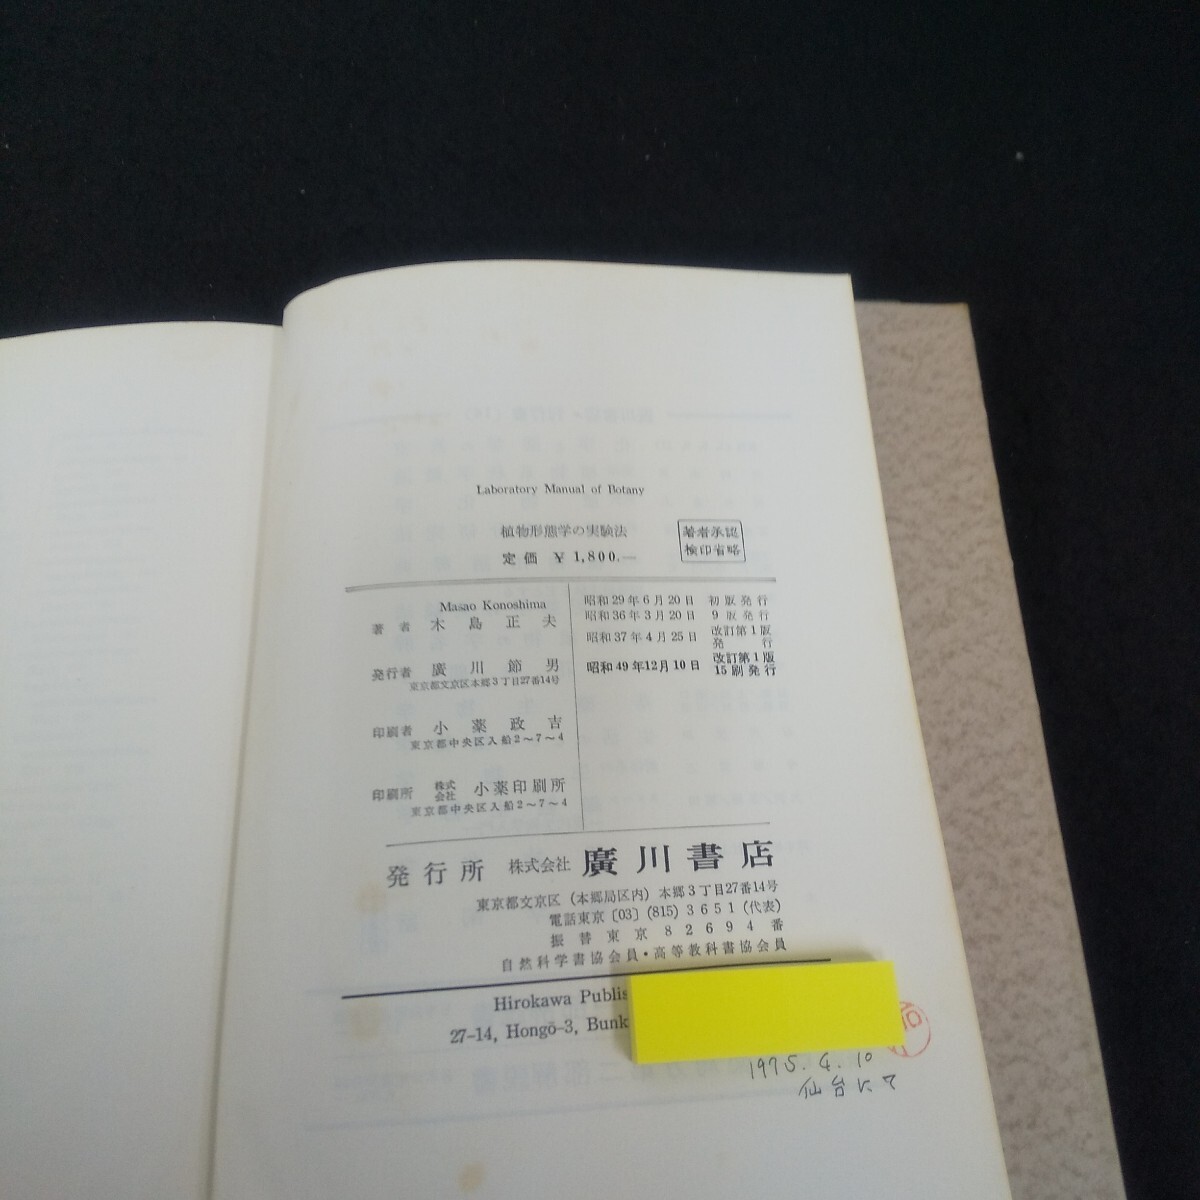 Laboratory Manual of Botany
植物形態学の実験法
定価 ¥1,800.—
著者承認
検印省略
Masao Konoshima
著者 木島正夫
発行者 廣川節男
東京都文京区本郷3丁目27番14号
印刷者 小薬政吉
東京都中央区入船2〜7〜4
印刷所 株式会社 小薬印刷所
東京都中央区入船2〜7〜4
昭和29年6月20日 初版発行
昭和36年3月20日 9版発行
昭和37年4月25日 改訂第1版発行
昭和49年12月10日 改訂第1版15刷発行
発行所 株式会社 廣川書店
東京都文京区(本郷局区内)本郷3丁目27番14号
電話東京〔03〕(815)3651(代表)
振替東京82694番
自然科学書協会員・高等教科書協会員
Hirokawa Publis
27–14, Hongō–3, Bunk
1975. 4. 10
仙台にて